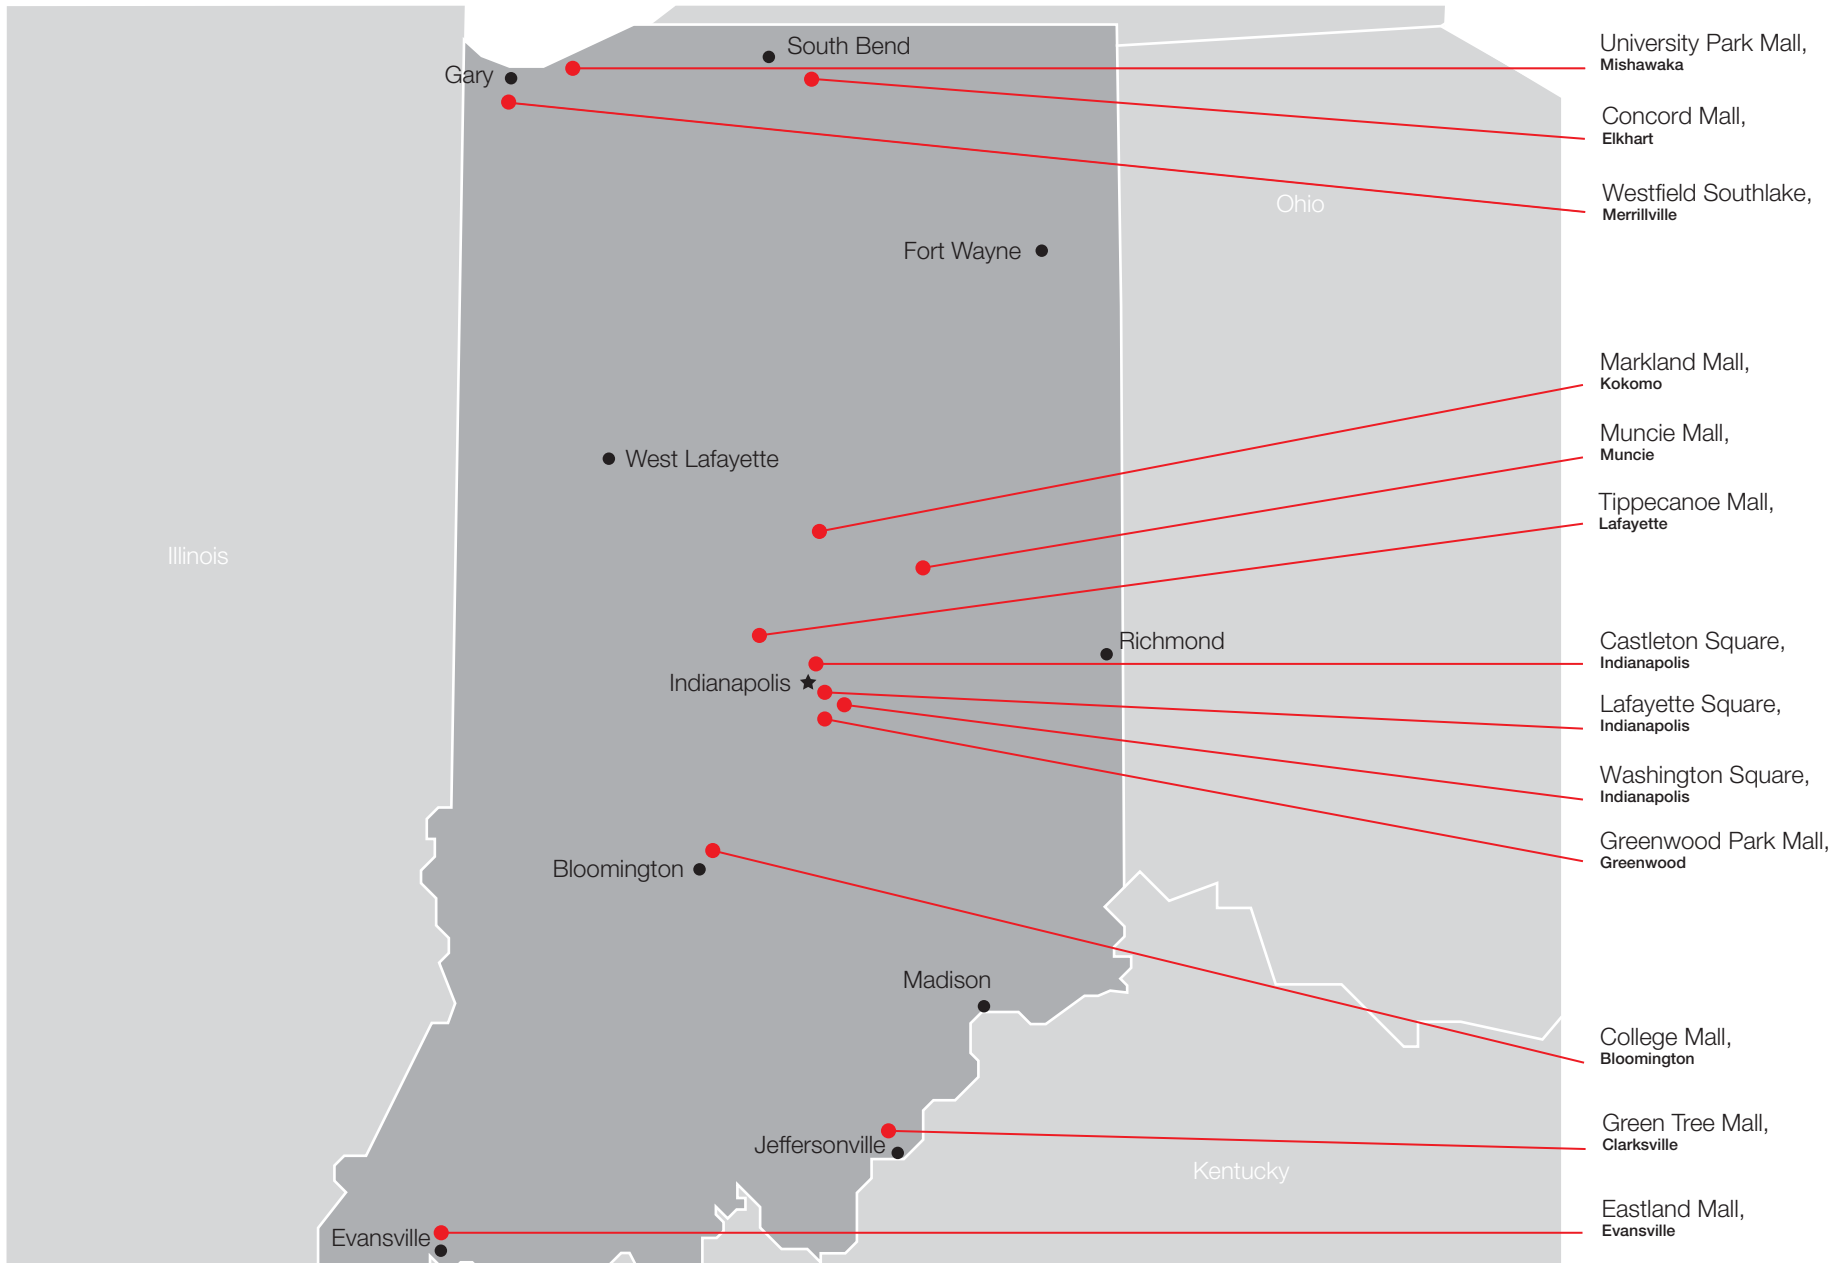 South Bend
Gary
Fort Wayne
West Lafayette
Illinois
Ohio
Richmond
Indianapolis
Bloomington
Madison
Jeffersonville
Kentucky
Evansville
University Park Mall,
Mishawaka
Concord Mall,
Elkhart
Westfield Southlake,
Merrillville
Markland Mall,
Kokomo
Muncie Mall,
Muncie
Tippecanoe Mall,
Lafayette
Castleton Square,
Indianapolis
Lafayette Square,
Indianapolis
Washington Square,
Indianapolis
Greenwood Park Mall,
Greenwood
College Mall,
Bloomington
Green Tree Mall,
Clarksville
Eastland Mall,
Evansville